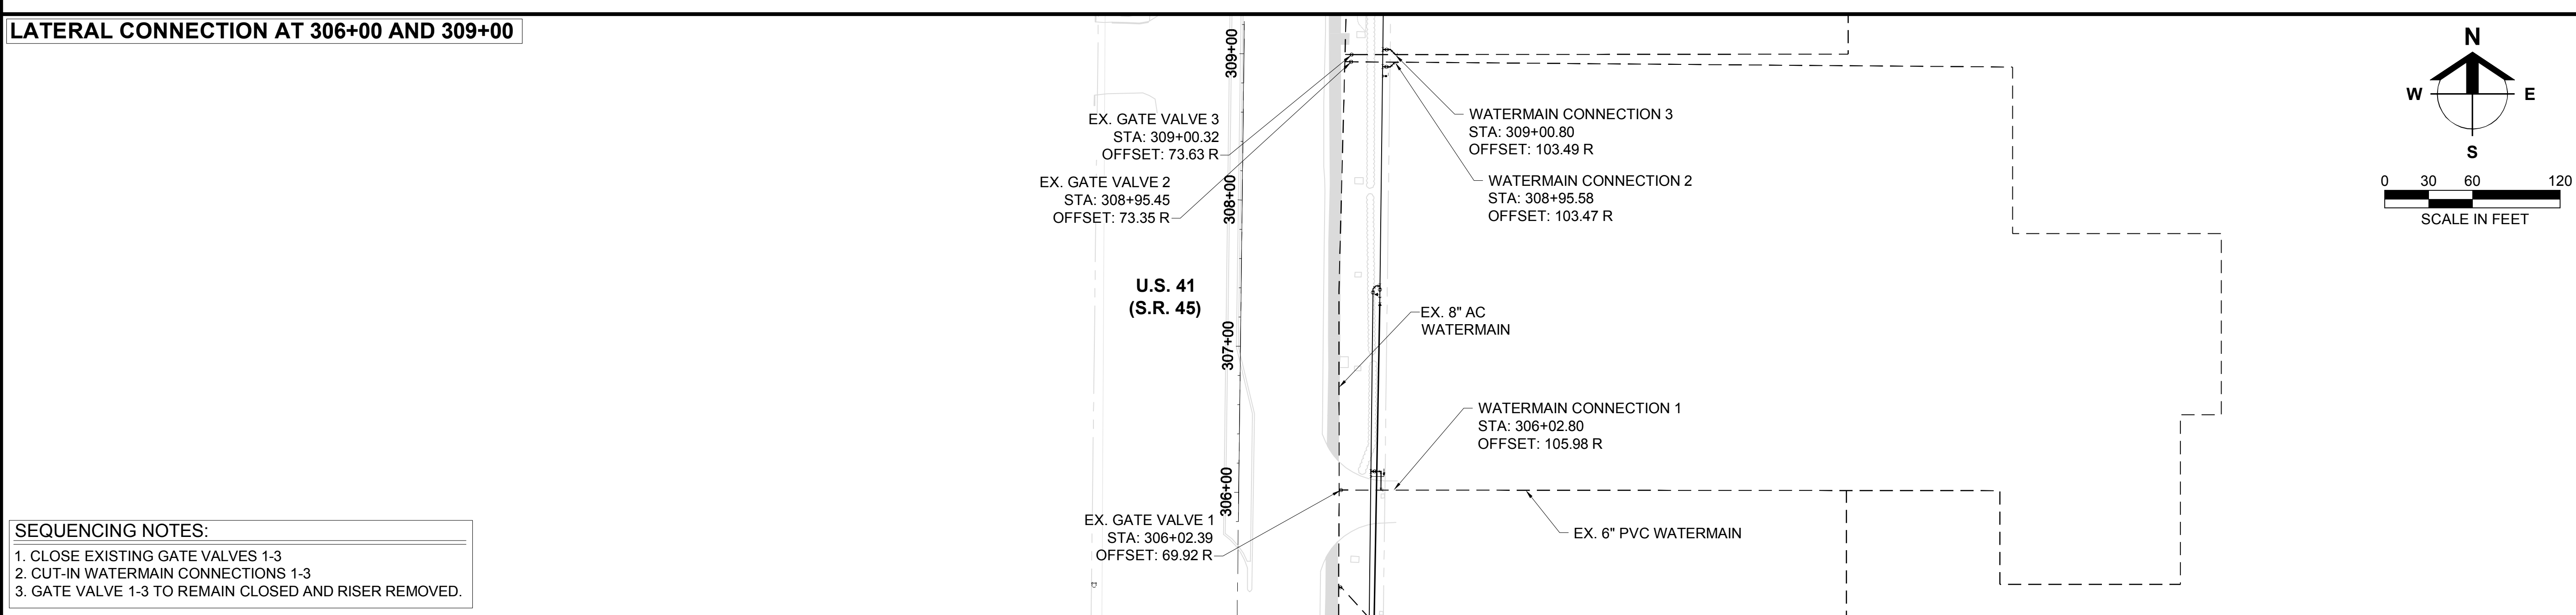 LATERAL CONNECTION AT 306+00 AND 309+00
309+00
308+00
307+00
306+00
EX. GATE VALVE 3
STA: 309+00.32
OFFSET: 73.63 R
EX. GATE VALVE 2
STA: 308+95.45
OFFSET: 73.35 R
U.S. 41
(S.R. 45)
EX. GATE VALVE 1
STA: 306+02.39
OFFSET: 69.92 R
WATERMAIN CONNECTION 3
STA: 309+00.80
OFFSET: 103.49 R
WATERMAIN CONNECTION 2
STA: 308+95.58
OFFSET: 103.47 R
EX. 8" AC
WATERMAIN
WATERMAIN CONNECTION 1
STA: 306+02.80
OFFSET: 105.98 R
EX. 6" PVC WATERMAIN
N
W E
S
0 30 60 120
SCALE IN FEET
SEQUENCING NOTES:
1. CLOSE EXISTING GATE VALVES 1-3
2. CUT-IN WATERMAIN CONNECTIONS 1-3
3. GATE VALVE 1-3 TO REMAIN CLOSED AND RISER REMOVED.